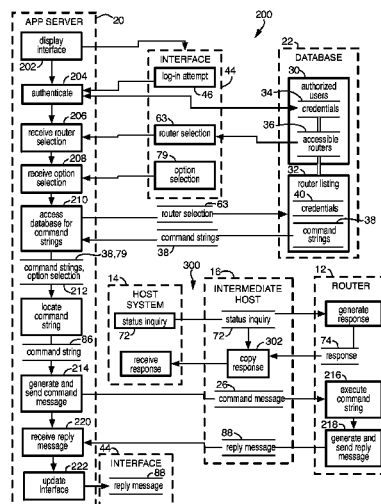 APP SERVER
20
200
display
interface
202
INTERFACE
44
log-in attempt
46
22
DATABASE
30
authorized
users
34
credentials
36
accessible
routers
32
router listing
40
credentials
38
command
strings
204
authenticate
206
receive router
selection
63
router selection
208
receive option
selection
79
option
selection
210
access
database for
command
strings
63
router selection
command strings
38
38,79
command strings,
option selection
212
locate
command
string
86
command string
214
generate and
send command
message
220
receive reply
message
222
update
interface
300
14
HOST
SYSTEM
status inquiry
72
receive
response
16
INTERMEDIATE
HOST
status inquiry
72
302
copy
response
26
command message
88
reply message
12
ROUTER
generate
response
74
response
216
execute
command
string
218
generate and
send reply
message
44
INTERFACE
88
reply message